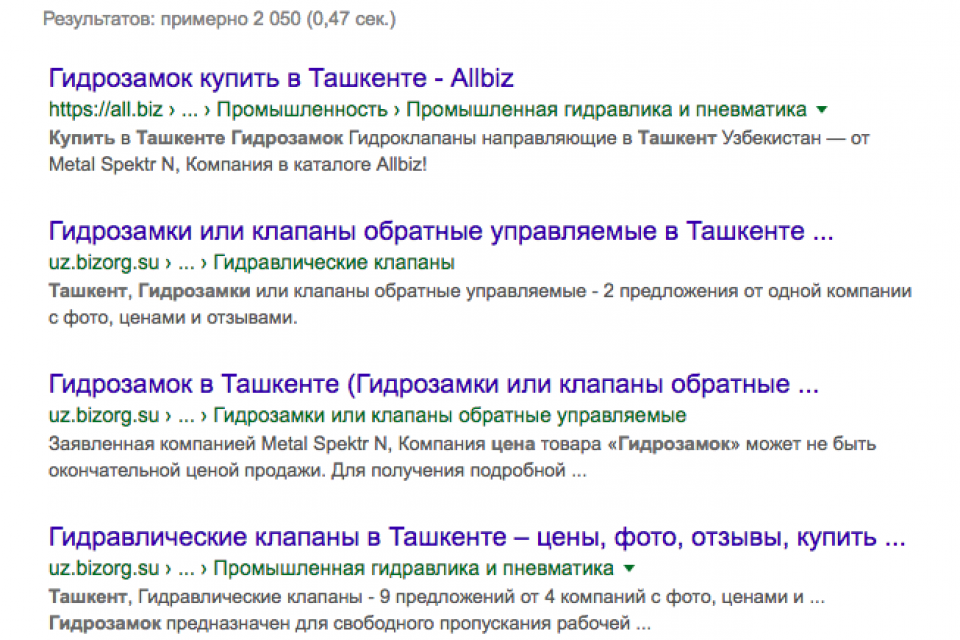 Результатов: примерно 2 050 (0,47 сек.)
Гидрозамок купить в Ташкенте - Allbiz
https://all.biz › ... › Промышленность › Промышленная гидравлика и пневматика
Купить в Ташкенте Гидрозамок Гидроклапаны направляющие в Ташкент Узбекистан — от
Metal Spektr N, Компания в каталоге Allbiz!
Гидрозамки или клапаны обратные управляемые в Ташкенте ...
uz.bizorg.su › ... › Гидравлические клапаны
Ташкент, Гидрозамки или клапаны обратные управляемые - 2 предложения от одной компании
с фото, ценами и отзывами.
Гидрозамок в Ташкенте (Гидрозамки или клапаны обратные ...
uz.bizorg.su › ... › Гидрозамки или клапаны обратные управляемые
Заявленная компанией Metal Spektr N, Компания цена товара «Гидрозамок» может не быть
окончательной ценой продажи. Для получения подробной ...
Гидравлические клапаны в Ташкенте – цены, фото, отзывы, купить ...
uz.bizorg.su › ... › Промышленная гидравлика и пневматика
Ташкент, Гидравлические клапаны - 9 предложений от 4 компаний с фото, ценами и ...
Гидрозамок предназначен для свободного пропускания рабочей ...